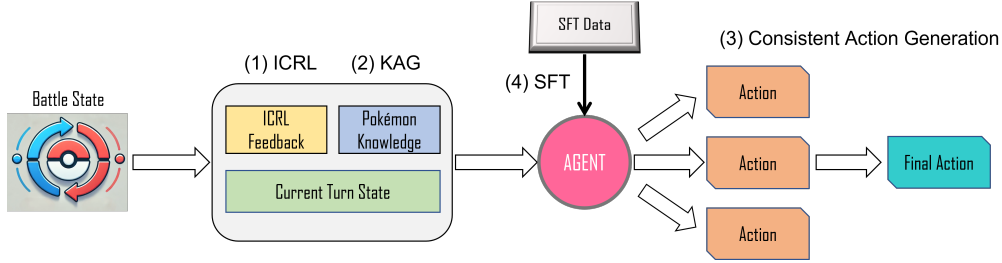 Battle State
(1) ICRL
(2) KAG
ICRL
Feedback
Pokémon
Knowledge
Current Turn State
SFT Data
(4) SFT
AGENT
(3) Consistent Action Generation
Action
Action
Action
Final Action